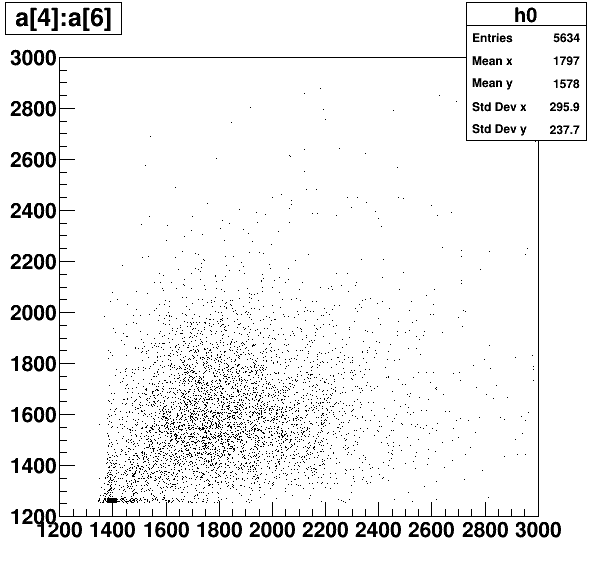 a[4]:a[6]
h0
Entries 5634
Mean x 1797
Mean y 1578
Std Dev x 295.9
Std Dev y 237.7
3000
2800
2600
2400
2200
2000
1800
1600
1400
1200
1200 1400 1600 1800 2000 2200 2400 2600 2800 3000